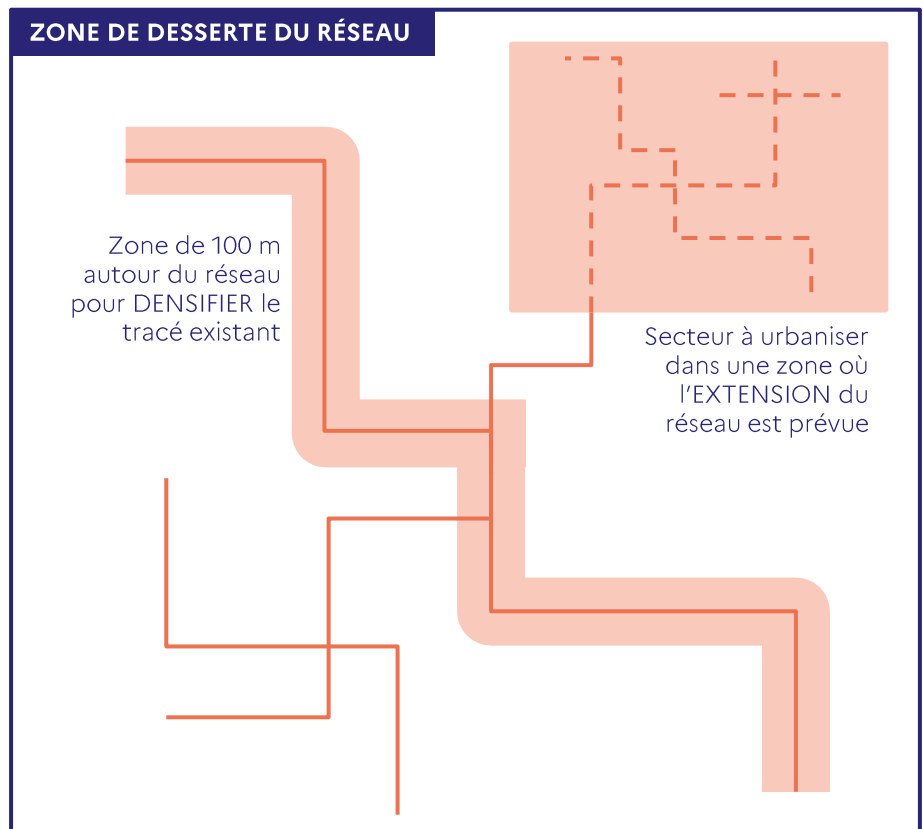 ZONE DE DESSERTE DU RÉSEAU
Zone de 100 m
autour du réseau
pour DENSIFIER le
tracé existant
Secteur à urbaniser
dans une zone où
l'EXTENSION du
réseau est prévue